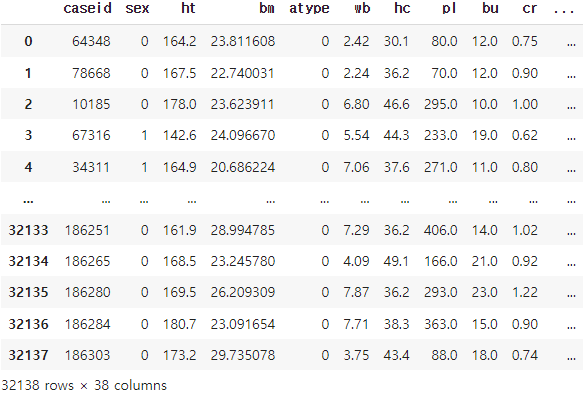 caseid sex ht bm atype wb hc pl bu cr ...
0 64348 0 164.2 23.811608 0 2.42 30.1 80.0 12.0 0.75 ...
1 78668 0 167.5 22.740031 0 2.24 36.2 70.0 12.0 0.90 ...
2 10185 0 178.0 23.623911 0 6.80 46.6 295.0 10.0 1.00 ...
3 67316 1 142.6 24.096670 0 5.54 44.3 233.0 19.0 0.62 ...
4 34311 1 164.9 20.686224 0 7.06 37.6 271.0 11.0 0.80 ...
... ... ... ... ... ... ... ... ... ... ... ...
32133 186251 0 161.9 28.994785 0 7.29 36.2 406.0 14.0 1.02 ...
32134 186265 0 168.5 23.245780 0 4.09 49.1 166.0 21.0 0.92 ...
32135 186280 0 169.5 26.209309 0 7.87 36.2 293.0 23.0 1.22 ...
32136 186284 0 180.7 23.091654 0 7.71 38.3 363.0 15.0 0.90 ...
32137 186303 0 173.2 29.735078 0 3.75 43.4 88.0 18.0 0.74 ...
32138 rows × 38 columns